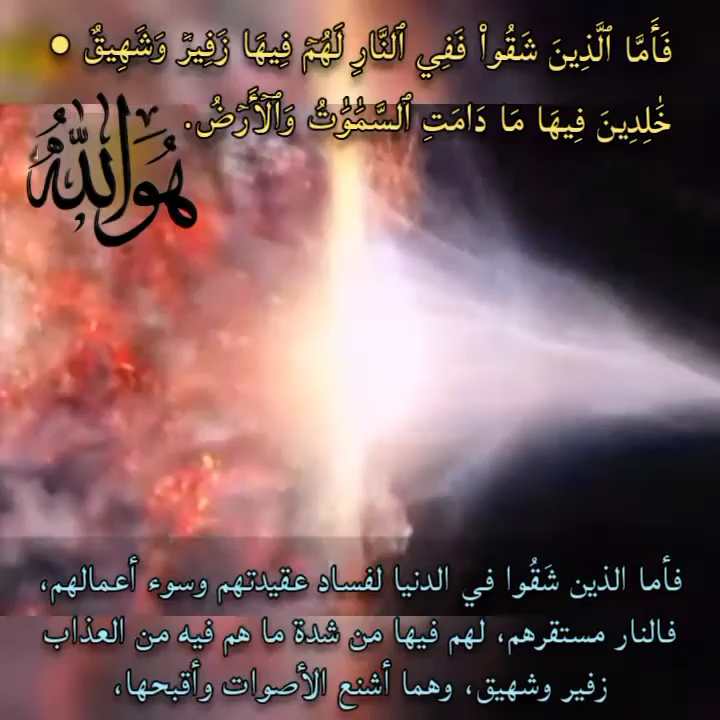 فَأَمَّا ٱلَّذِينَ شَقُواْ فَفِي ٱلنَّارِ لَهُمۡ فِيهَا زَفِيرٞ وَشَهِيقٌ •
خَٰلِدِينَ فِيهَا مَا دَامَتِ ٱلسَّمَٰوَٰتُ وَٱلۡأَرۡضُ.
هُوَ اللّٰهُ
فأما الذين شَقُوا في الدنيا لفساد عقيدتهم وسوء أعمالهم،
فالنار مستقرهم، لهم فيها من شدة ما هم فيه من العذاب
زفير وشهيق، وهما أشنع الأصوات وأقبحها،